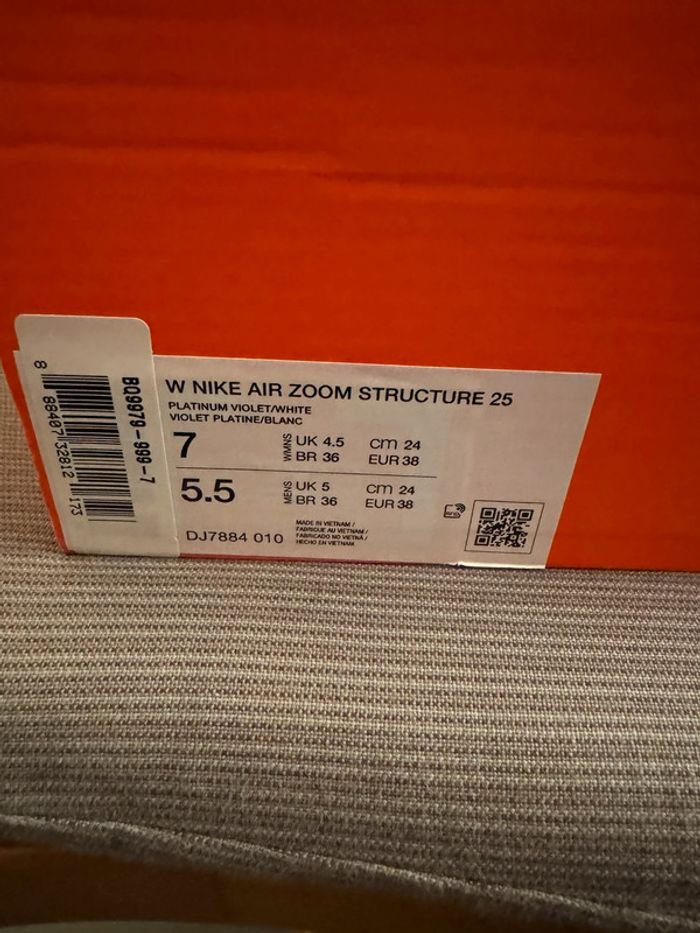 BQ9979-999-7
8 88407 32812 173
W NIKE AIR ZOOM STRUCTURE 25
PLATINUM VIOLET/WHITE
VIOLET PLATINE/BLANC
7 WMNS UK 4.5 cm 24
BR 36 EUR 38
5.5 MENS UK 5 cm 24
BR 36 EUR 38
DJ7884 010
MADE IN VIETNAM /
FABRIQUE AU VIETNAM /
FABRICADO NO VIETNÃ /
HECHO EN VIETNAM